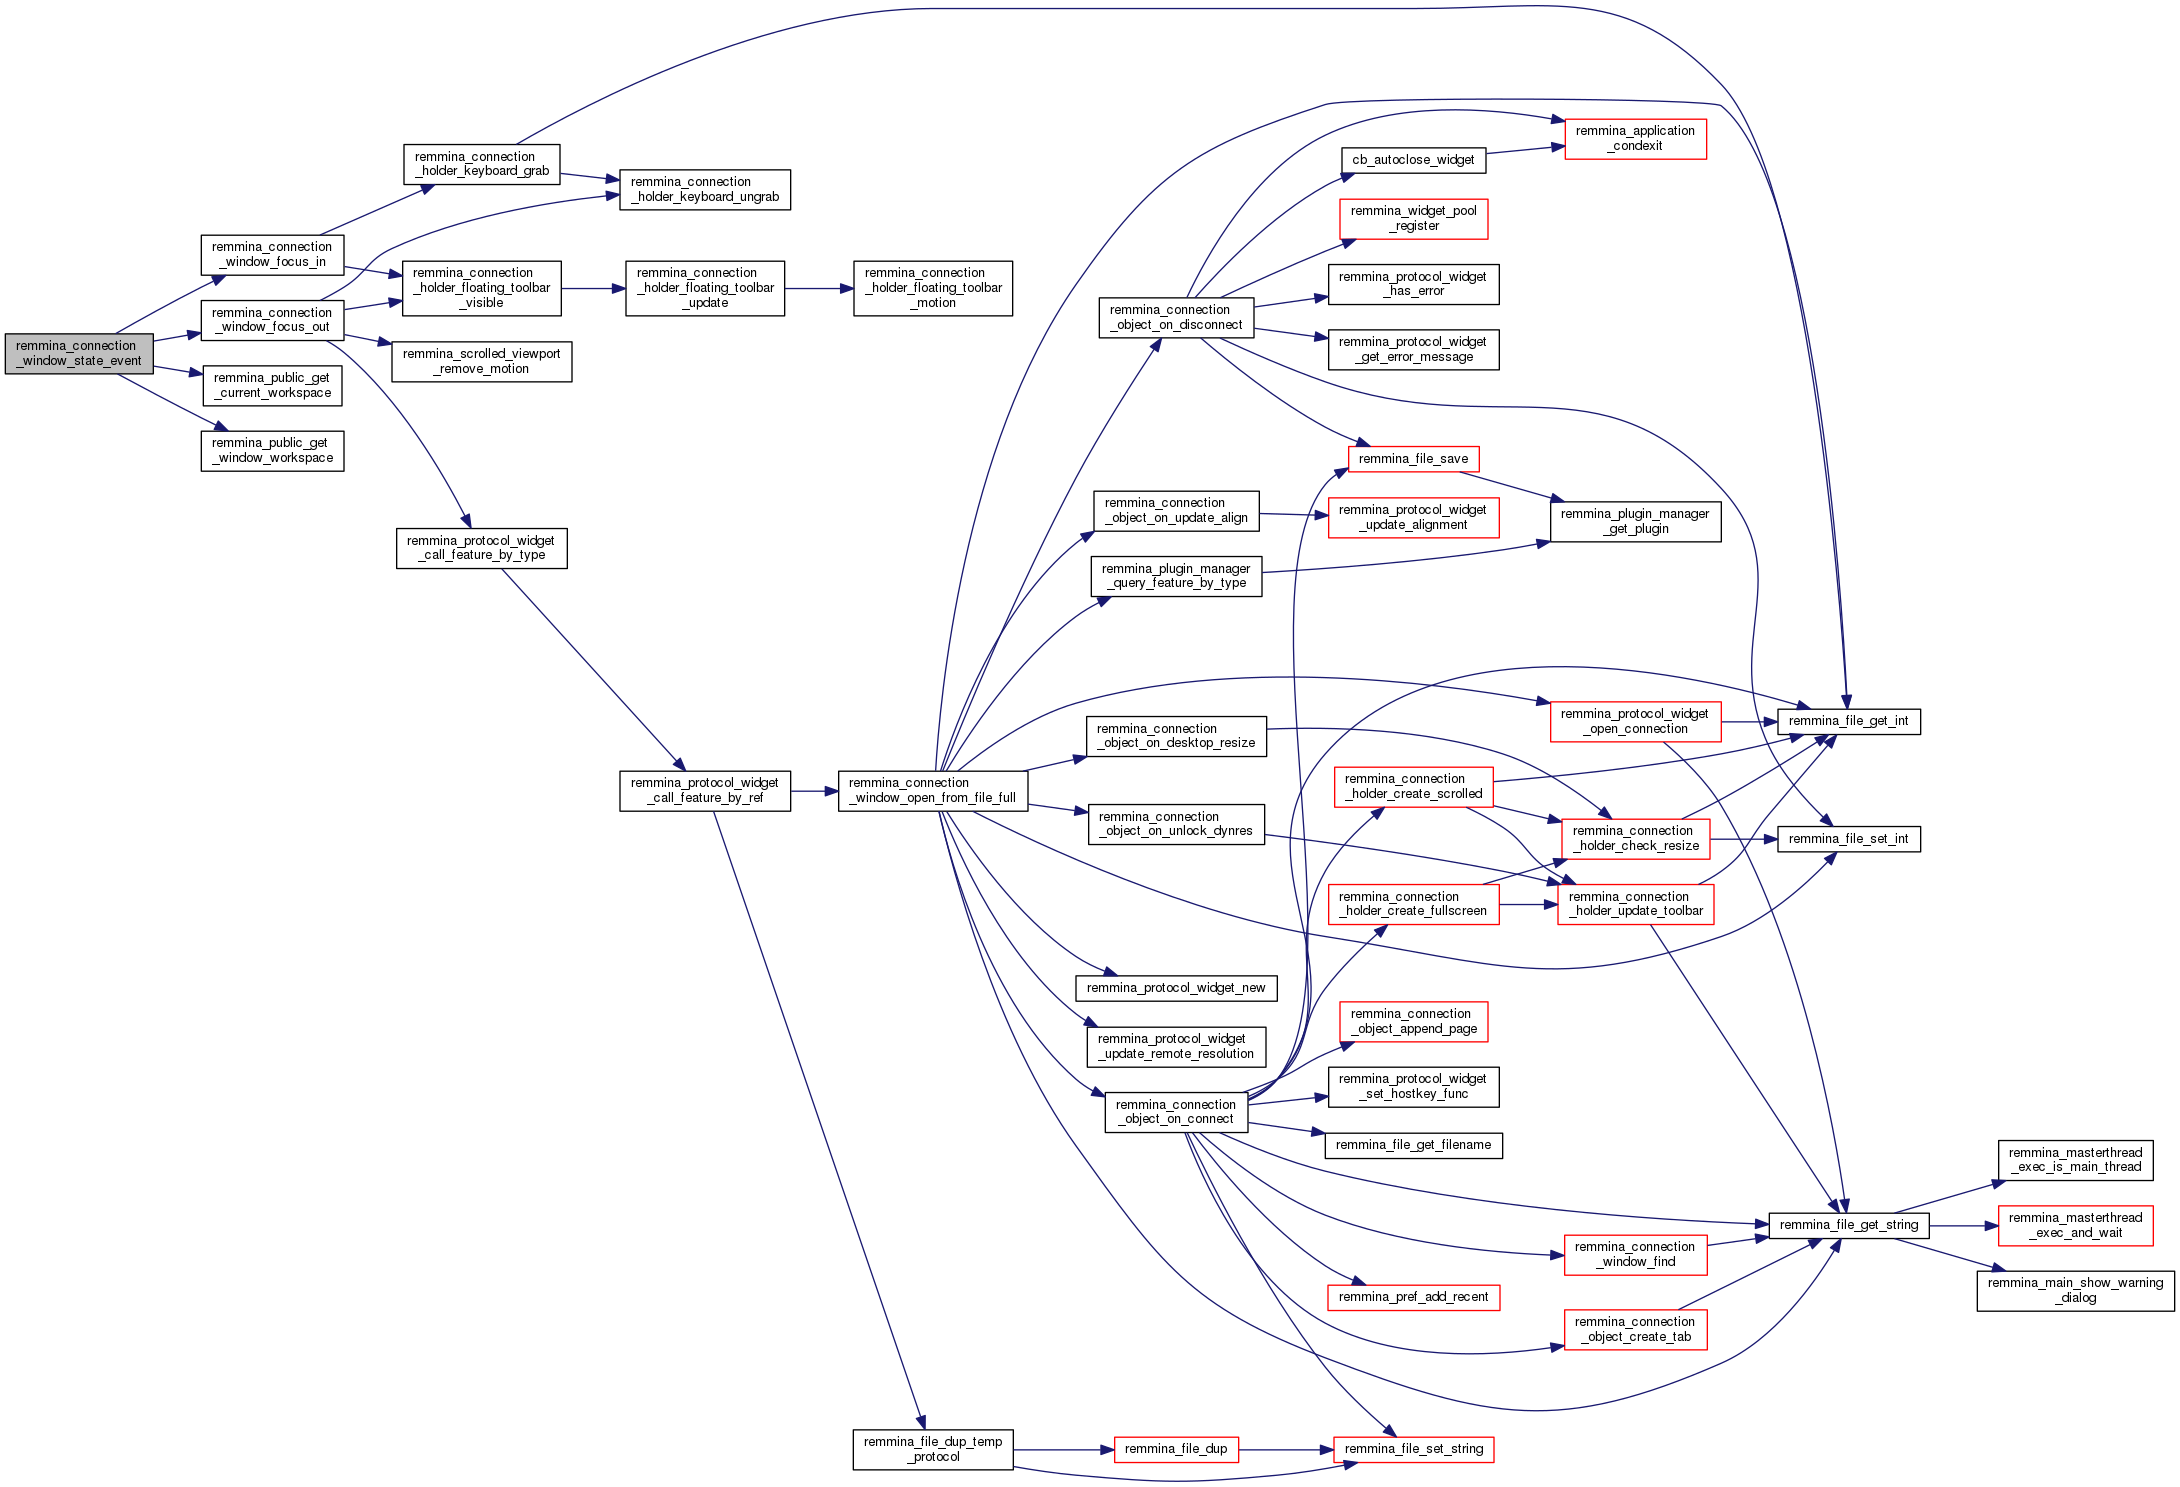 remmina_connection
_window_state_event
remmina_connection
_window_focus_in
remmina_connection
_window_focus_out
remmina_public_get
_current_workspace
remmina_public_get
_window_workspace
remmina_connection
_holder_keyboard_grab
remmina_connection
_holder_floating_toolbar
_visible
remmina_scrolled_viewport
_remove_motion
remmina_protocol_widget
_call_feature_by_type
remmina_connection
_holder_keyboard_ungrab
remmina_connection
_holder_floating_toolbar
_update
remmina_protocol_widget
_call_feature_by_ref
remmina_connection
_holder_floating_toolbar
_motion
remmina_connection
_window_open_from_file_full
remmina_file_dup_temp
_protocol
remmina_connection
_object_on_disconnect
remmina_connection
_object_on_update_align
remmina_plugin_manager
_query_feature_by_type
remmina_connection
_object_on_desktop_resize
remmina_connection
_object_on_unlock_dynres
remmina_protocol_widget_new
remmina_protocol_widget
_update_remote_resolution
remmina_connection
_object_on_connect
remmina_file_dup
cb_autoclose_widget
remmina_widget_pool
_register
remmina_protocol_widget
_has_error
remmina_protocol_widget
_get_error_message
remmina_file_save
remmina_protocol_widget
_update_alignment
remmina_connection
_holder_create_scrolled
remmina_connection
_holder_create_fullscreen
remmina_connection
_object_append_page
remmina_protocol_widget
_set_hostkey_func
remmina_file_get_filename
remmina_pref_add_recent
remmina_file_set_string
remmina_application
_condexit
remmina_plugin_manager
_get_plugin
remmina_protocol_widget
_open_connection
remmina_connection
_holder_check_resize
remmina_connection
_holder_update_toolbar
remmina_connection
_window_find
remmina_connection
_object_create_tab
remmina_file_get_int
remmina_file_set_int
remmina_file_get_string
remmina_masterthread
_exec_is_main_thread
remmina_masterthread
_exec_and_wait
remmina_main_show_warning
_dialog